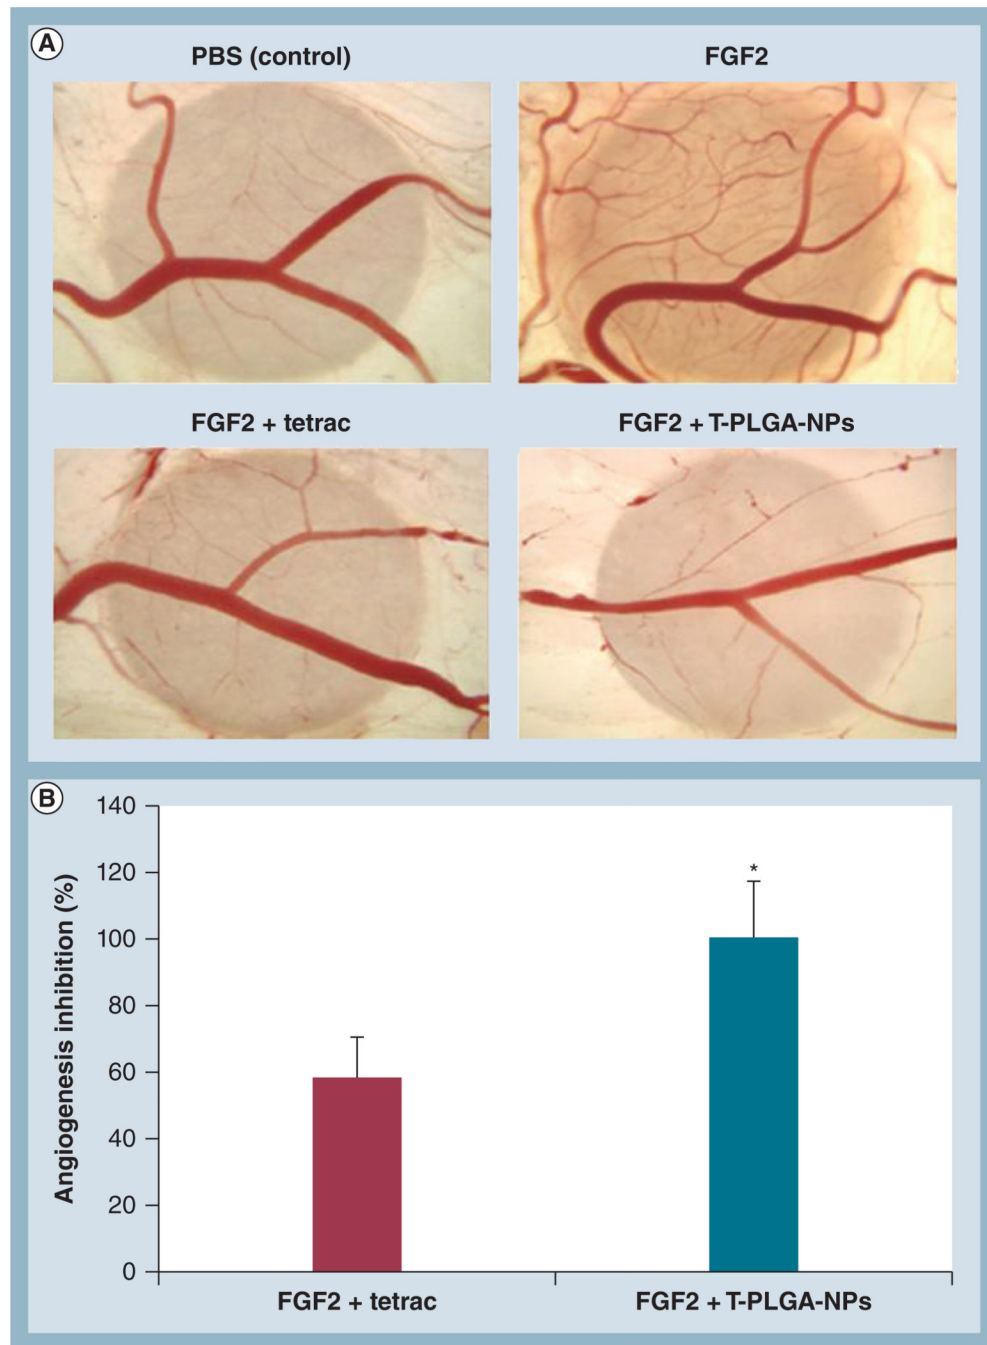 A
PBS (control)
FGF2
FGF2 + tetrac
FGF2 + T-PLGA-NPs
B
Angiogenesis inhibition (%)
140
120
100
80
60
40
20
0
*
FGF2 + tetrac
FGF2 + T-PLGA-NPs